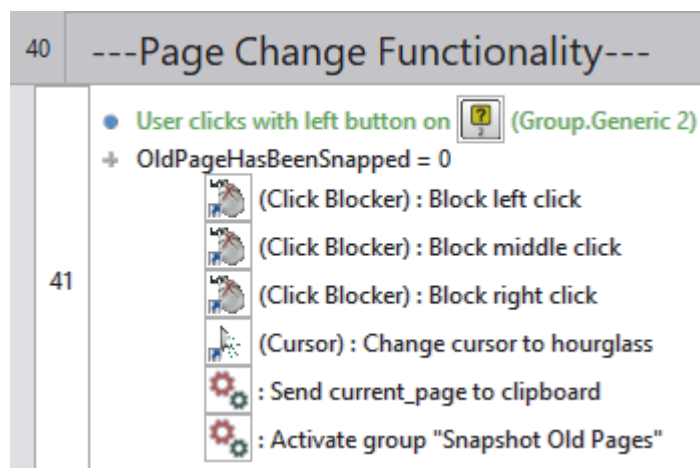 40 ---Page Change Functionality---
User clicks with left button on ? 2 (Group.Generic 2)
OldPageHasBeenSnapped = 0
(Click Blocker) : Block left click
(Click Blocker) : Block middle click
41
(Click Blocker) : Block right click
(Cursor) : Change cursor to hourglass
: Send current_page to clipboard
: Activate group "Snapshot Old Pages"